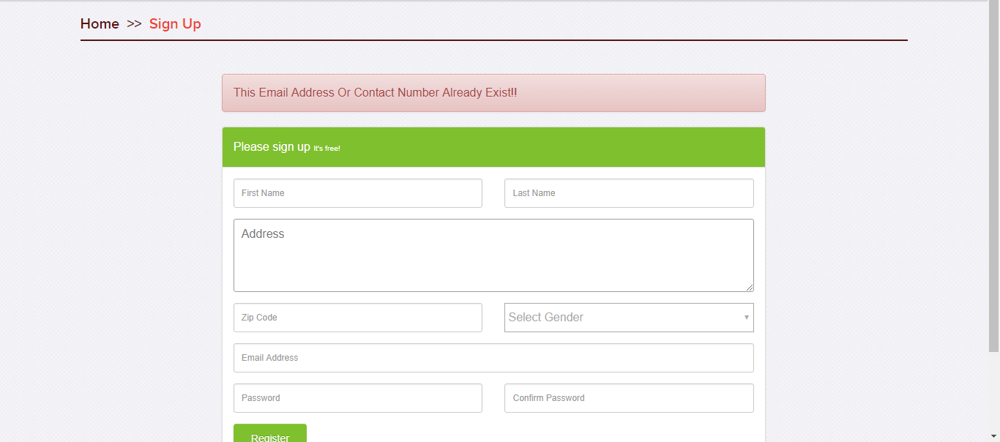 Home >> Sign Up
This Email Address Or Contact Number Already Exist!!
Please sign up It's free!
First Name Last Name
Address
Zip Code Select Gender
Email Address
Password Confirm Password
Register